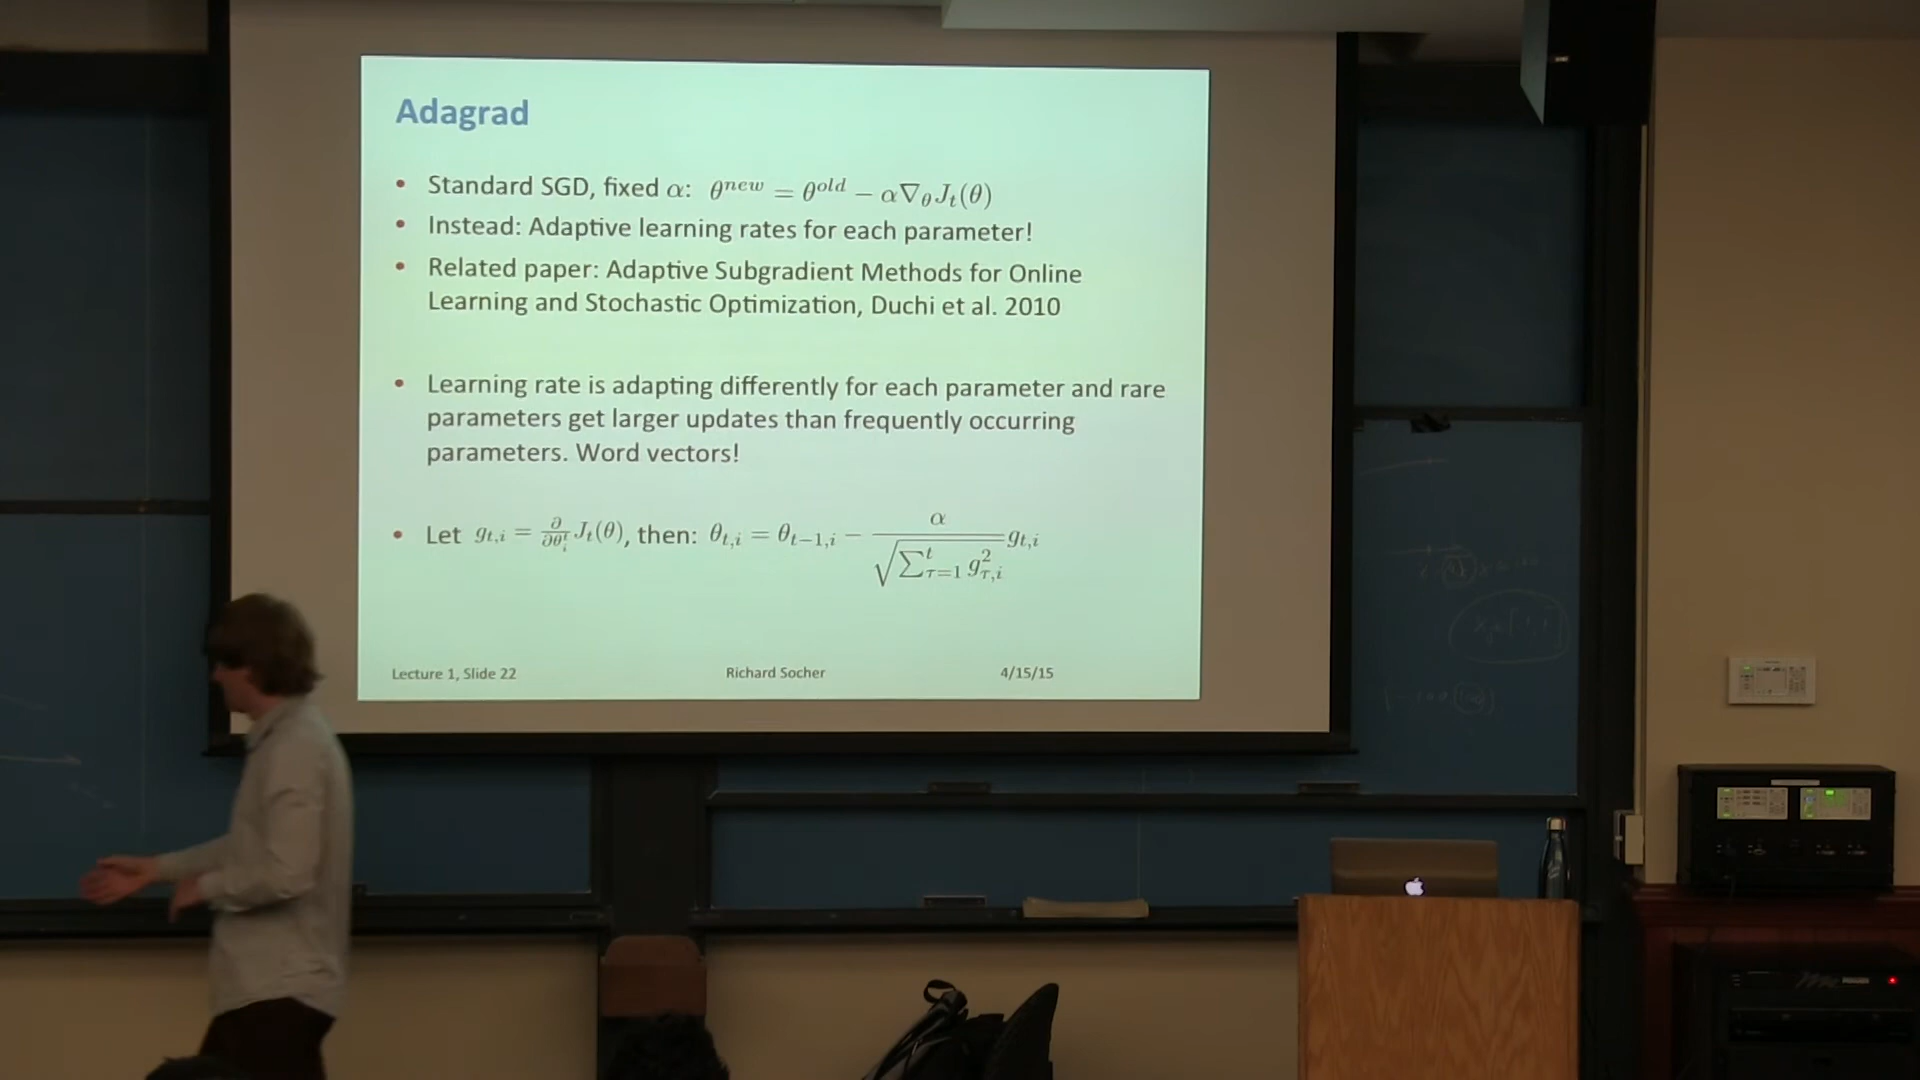 Adagrad
• Standard SGD, fixed α: θ^{new} = θ^{old} − α∇_θ J_t(θ)
• Instead: Adaptive learning rates for each parameter!
• Related paper: Adaptive Subgradient Methods for Online
Learning and Stochastic Optimization, Duchi et al. 2010
• Learning rate is adapting differently for each parameter and rare
parameters get larger updates than frequently occurring
parameters. Word vectors!
• Let g_{t,i} = \frac{∂}{∂θ_i^t} J_t(θ), then: θ_{t,i} = θ_{t−1,i} − \frac{α}{\sqrt{∑_{τ=1}^t g_{τ,i}^2}} g_{t,i}
Lecture 1, Slide 22 Richard Socher 4/15/15